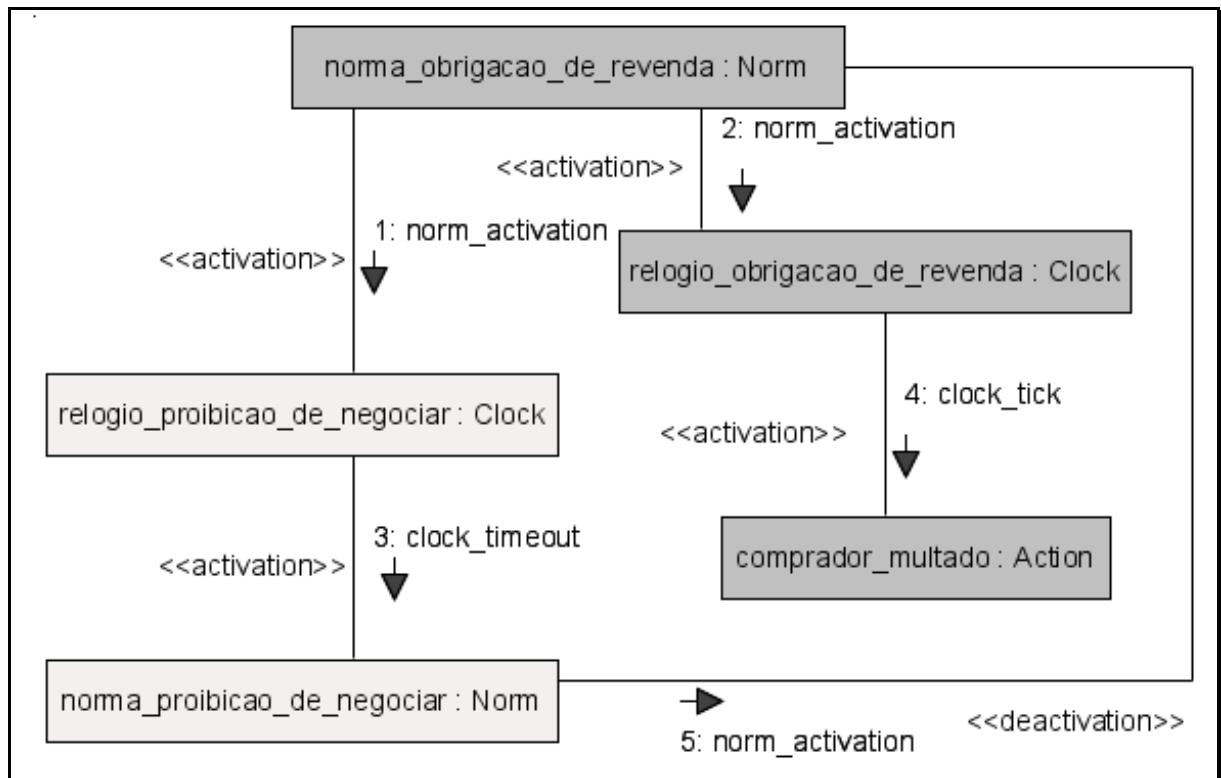 norma_obrigacao_de_revenda : Norm
2: norm_activation
<<activation>>
1: norm_activation
<<activation>>
relogio_obrigacao_de_revenda : Clock
relogio_proibicao_de_negociar : Clock
4: clock_tick
<<activation>>
3: clock_timeout
<<activation>>
comprador_multado : Action
norma_proibicao_de_negociar : Norm
<<deactivation>>
5: norm_activation